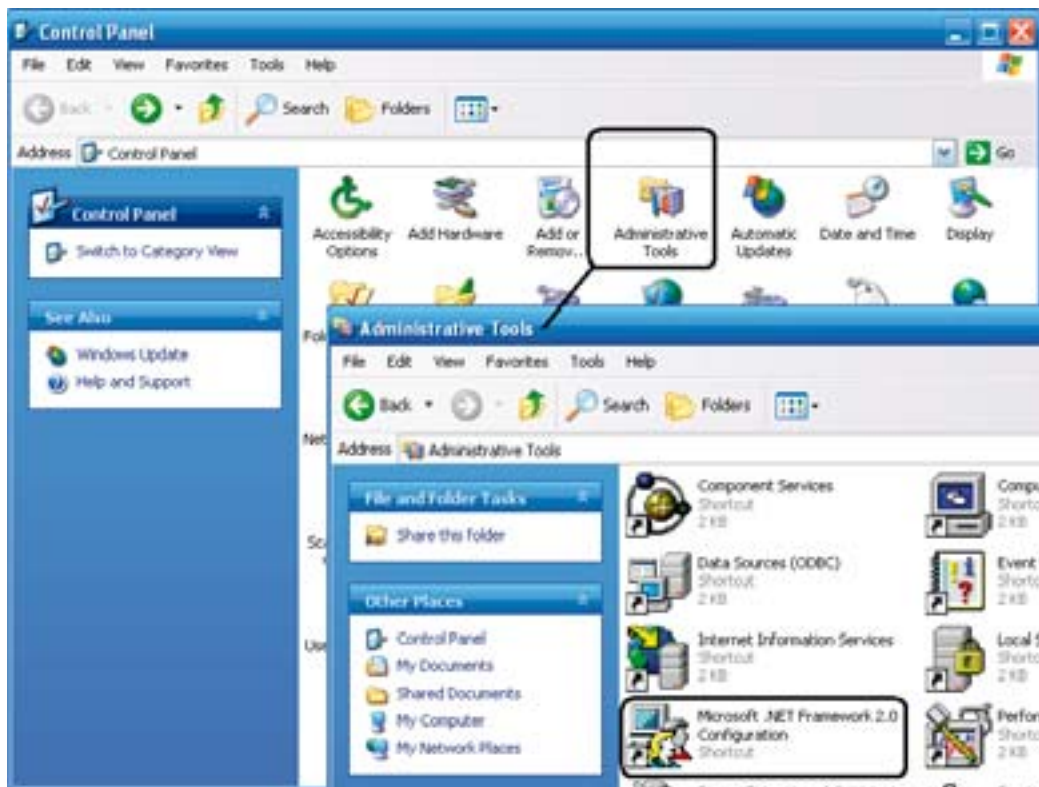 Control Panel
File Edit View Favorites Tools Help
Back Search Folders
Address Control Panel Go
Control Panel
Switch to Category View
See Also
Windows Update
Help and Support
Accessibility Options
Add Hardware
Add or Remov...
Administrative Tools
Automatic Updates
Date and Time
Display
Administrative Tools
File Edit View Favorites Tools Help
Back Search Folders
Address Administrative Tools
File and Folder Tasks
Share this folder
Other Places
Control Panel
My Documents
Shared Documents
My Computer
My Network Places
Component Services
Shortcut
2 KB
Data Sources (ODBC)
Shortcut
2 KB
Event
Internet Information Services
Shortcut
2 KB
Local
Microsoft .NET Framework 2.0
Configuration
Shortcut
2 KB